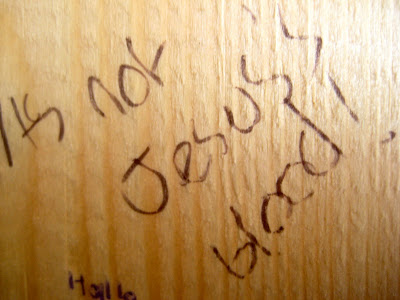 Its not
Jesus's
blood!
Hallo